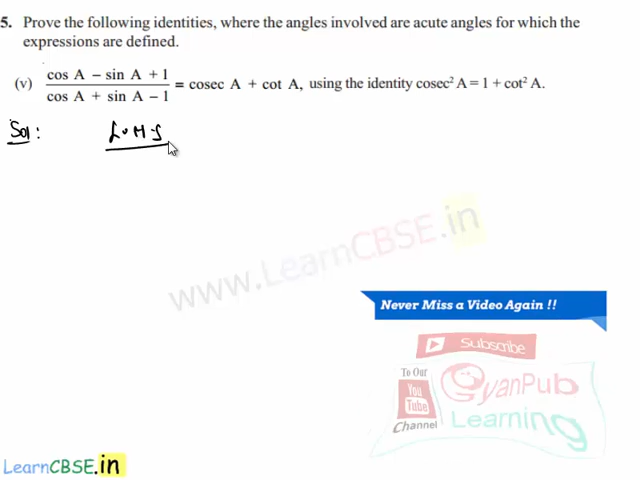 5. Prove the following identities, where the angles involved are acute angles for which the
expressions are defined.
(v) cos A – sin A + 1 / cos A + sin A – 1 = cosec A + cot A, using the identity cosec² A = 1 + cot² A.
Sol: L.H.S
www.LearnCBSE.in
Never Miss a Video Again !!
Subscribe
To Our
You
Tube
Channel
GyanPub
Learning
LearnCBSE.in